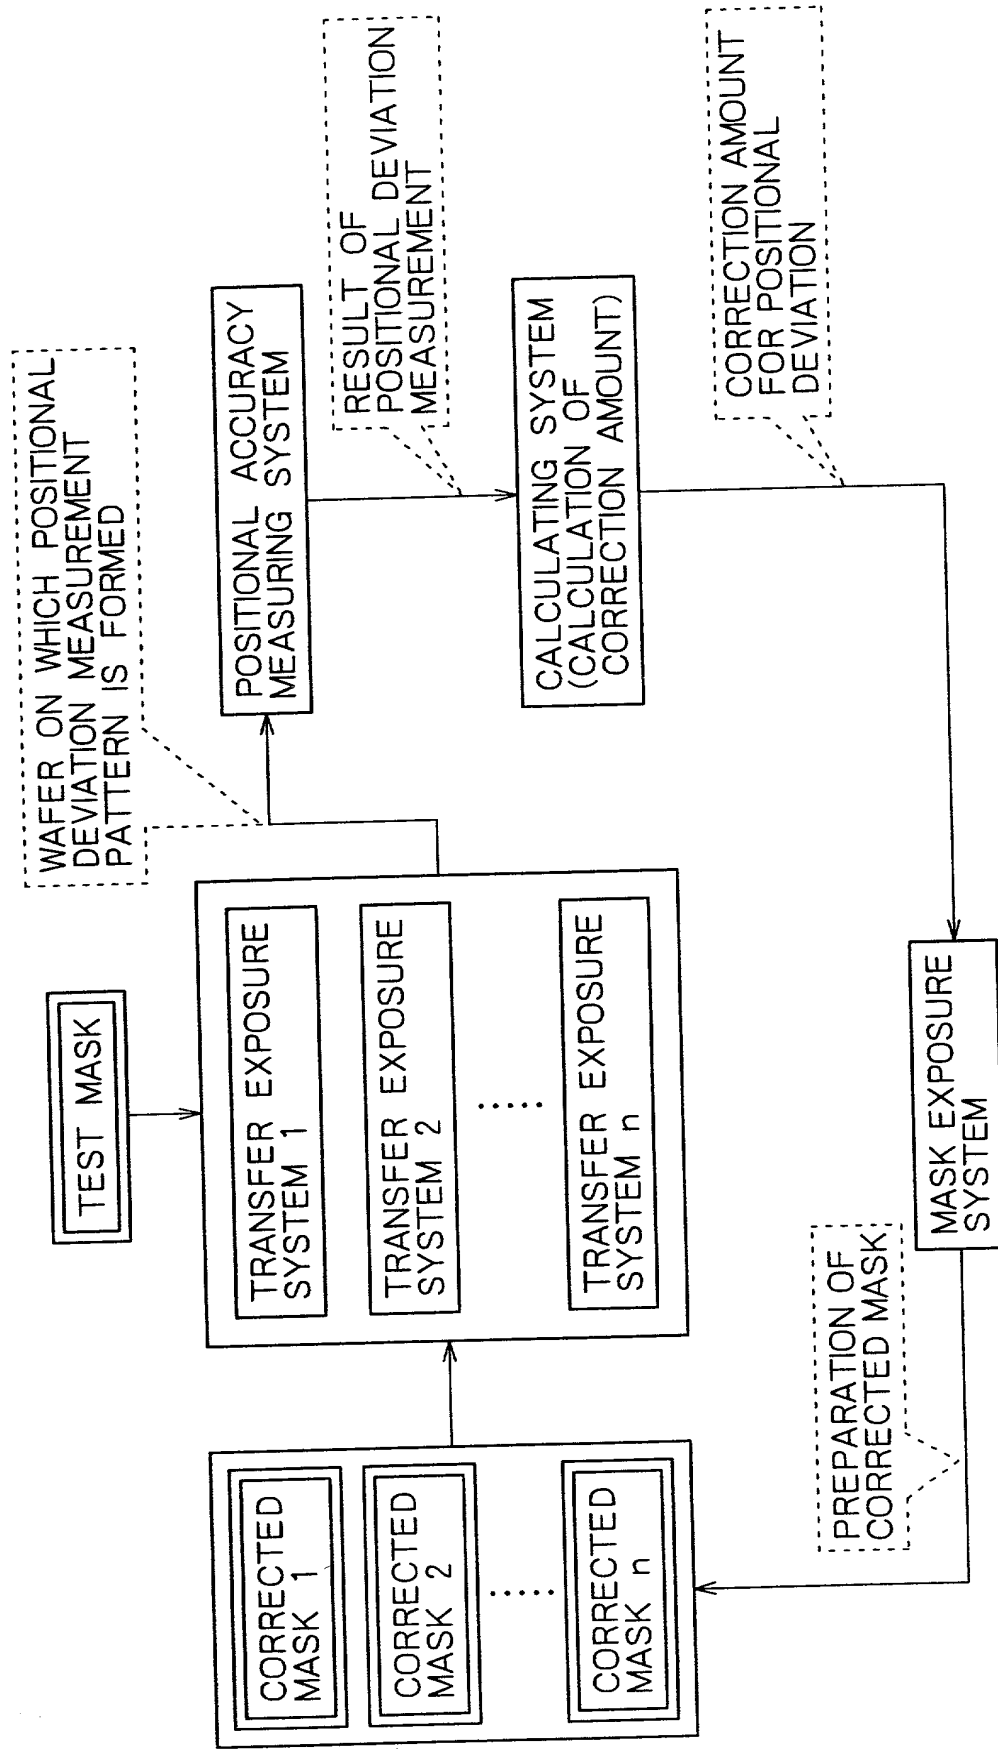 TEST MASK
WAFER ON WHICH POSITIONAL
DEVIATION MEASUREMENT
PATTERN IS FORMED
CORRECTED
MASK 1
CORRECTED
MASK 2
.....
CORRECTED
MASK n
TRANSFER EXPOSURE
SYSTEM 1
TRANSFER EXPOSURE
SYSTEM 2
.....
TRANSFER EXPOSURE
SYSTEM n
POSITIONAL ACCURACY
MEASURING SYSTEM
RESULT OF
POSITIONAL DEVIATION
MEASUREMENT
CALCULATING SYSTEM
(CALCULATION OF
CORRECTION AMOUNT)
CORRECTION AMOUNT
FOR POSITIONAL
DEVIATION
PREPARATION OF
CORRECTED MASK
MASK EXPOSURE
SYSTEM